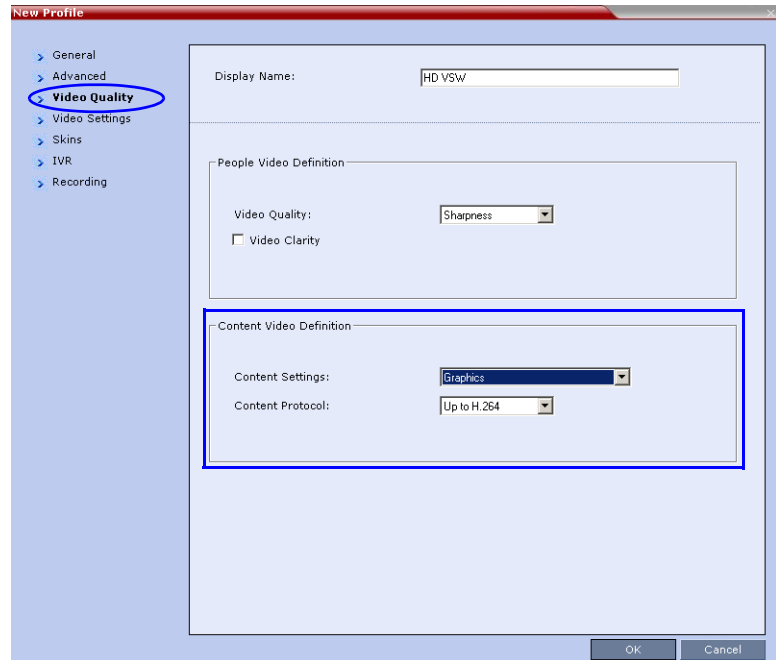 New Profile
General
Advanced
Video Quality
Video Settings
Skins
IVR
Recording
Display Name: HD VSW
People Video Definition
Video Quality: Sharpness
Video Clarity
Content Video Definition
Content Settings: Graphics
Content Protocol: Up to H.264
OK Cancel